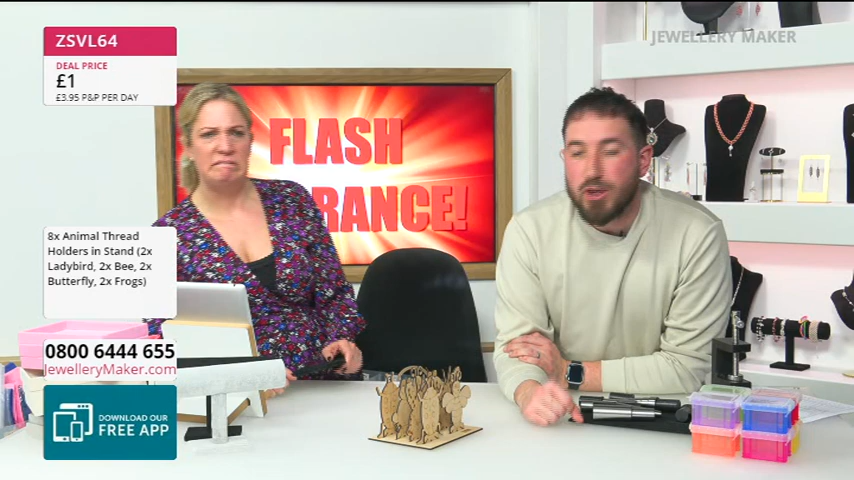 ZSVL64
DEAL PRICE
£1
£3.95 P&P PER DAY
JEWELLERY MAKER
FLASH
RANCE!
8x Animal Thread
Holders in Stand (2x
Ladybird, 2x Bee, 2x
Butterfly, 2x Frogs)
0800 6444 655
JewelleryMaker.com
DOWNLOAD OUR
FREE APP